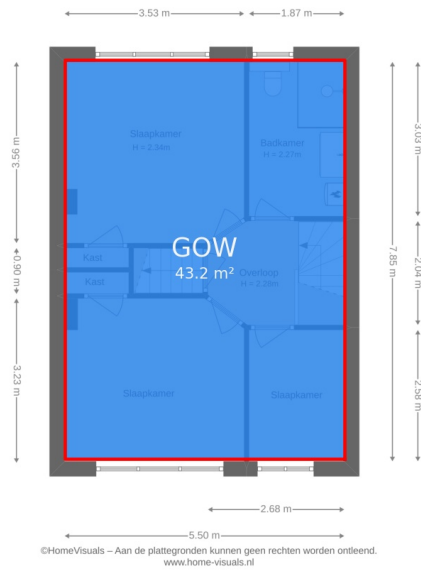 3.53 m
1.87 m
Slaapkamer
H = 2.34m
Badkamer
H = 2.27m
3.56 m
3.03 m
7.85 m
GOW
43.2 m²
Kast
Kast
0.90 m
Overloop
H = 2.28m
2.04 m
3.23 m
2.58 m
Slaapkamer
Slaapkamer
2.68 m
5.50 m
©HomeVisuals – Aan de plattegronden kunnen geen rechten worden ontleend.
www.home-visuals.nl